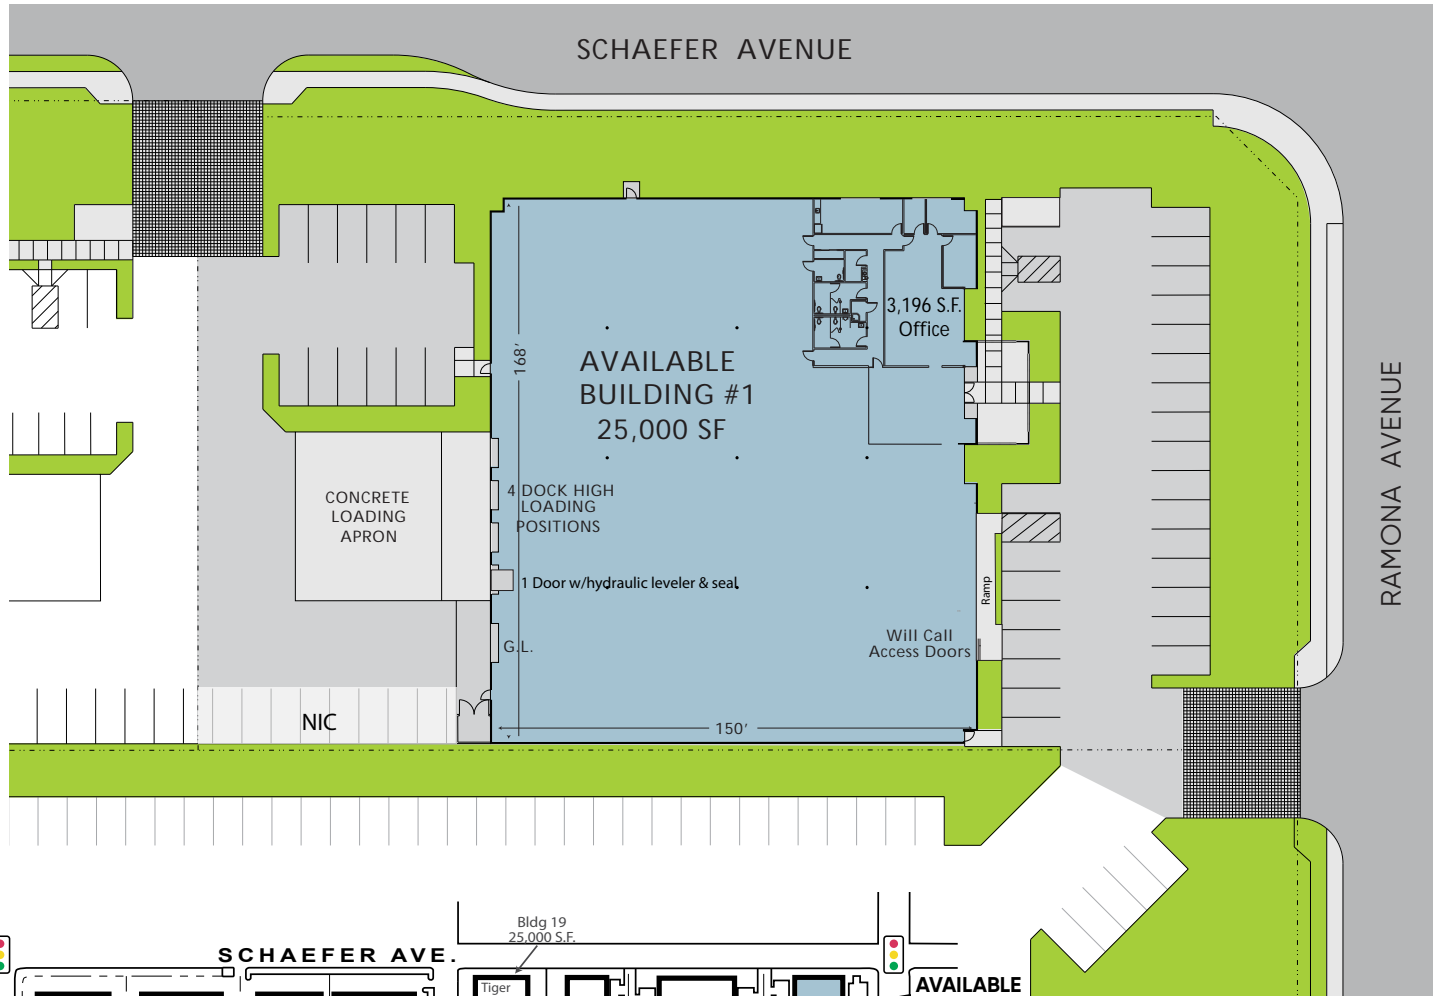 SCHAEFER AVENUE
3,196 S.F.
Office
168'
AVAILABLE
BUILDING #1
25,000 SF
RAMONA AVENUE
CONCRETE
LOADING
APRON
4 DOCK HIGH
LOADING
POSITIONS
1 Door w/hydraulic leveler & seal
Ramp
G.L.
Will Call
Access Doors
NIC
150'
Bldg 19
25,000 S.F.
SCHAEFER AVE.
Tiger
AVAILABLE